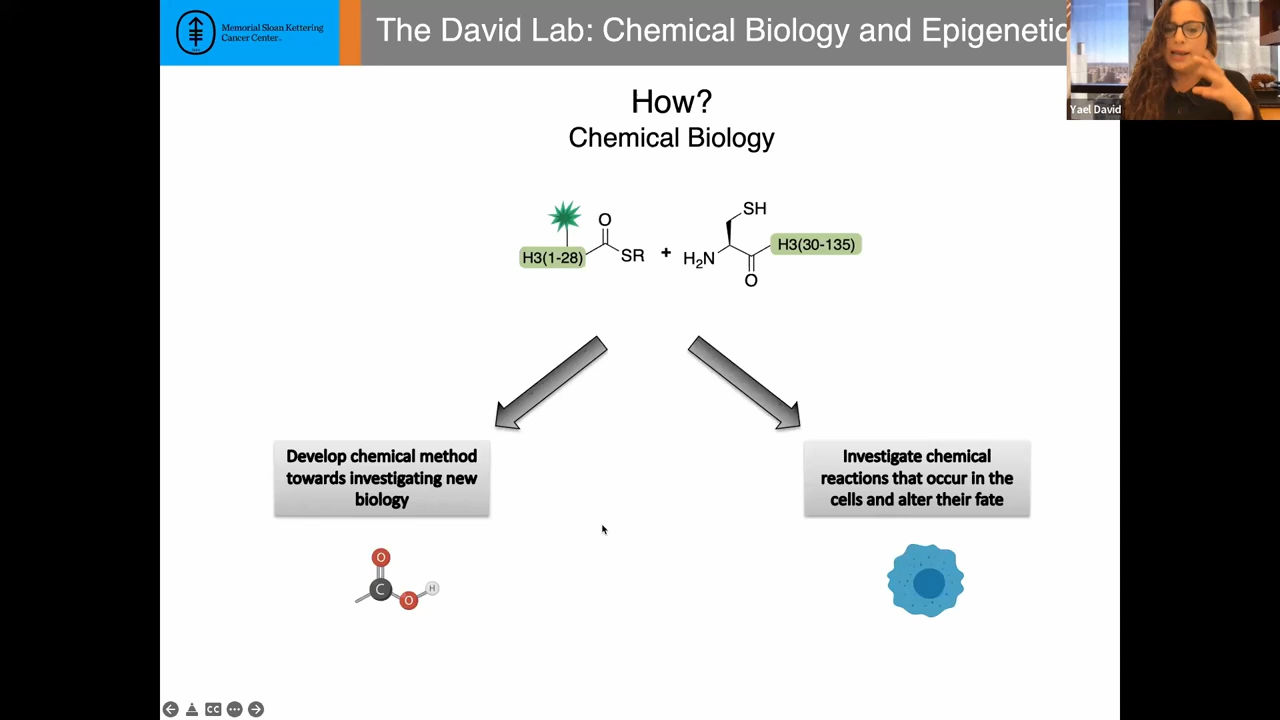 Memorial Sloan Kettering
Cancer Center
The David Lab: Chemical Biology and Epigenetic
Yael David
How?
Chemical Biology
SH
O
H3(1-28)
SR
+
H₂N
H3(30-135)
O
Develop chemical method
towards investigating new
biology
Investigate chemical
reactions that occur in the
cells and alter their fate
O
C
O
H
CC